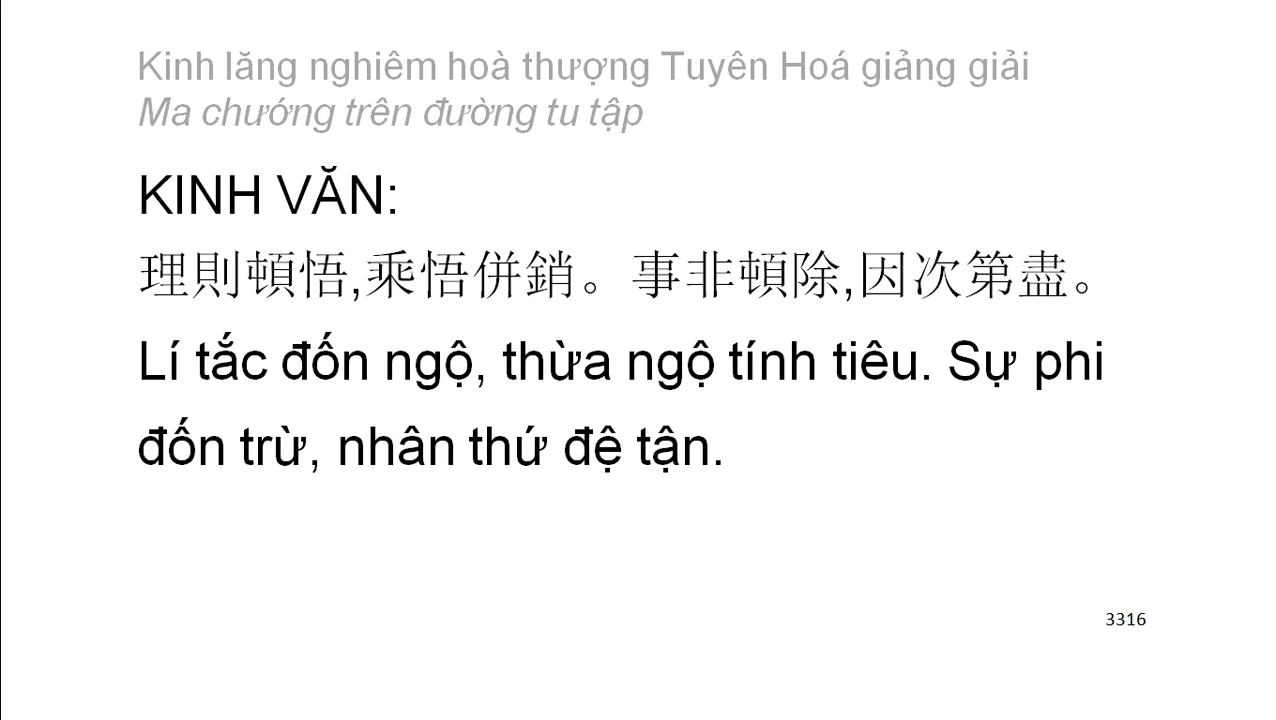 Kinh lăng nghiêm hoà thượng Tuyên Hoá giảng giải
Ma chướng trên đường tu tập
KINH VĂN:
理則頓悟,乘悟併銷。事非頓除,因次第盡。
Lí tắc đốn ngộ, thừa ngộ tính tiêu. Sự phi
đốn trừ, nhân thứ đệ tận.
3316